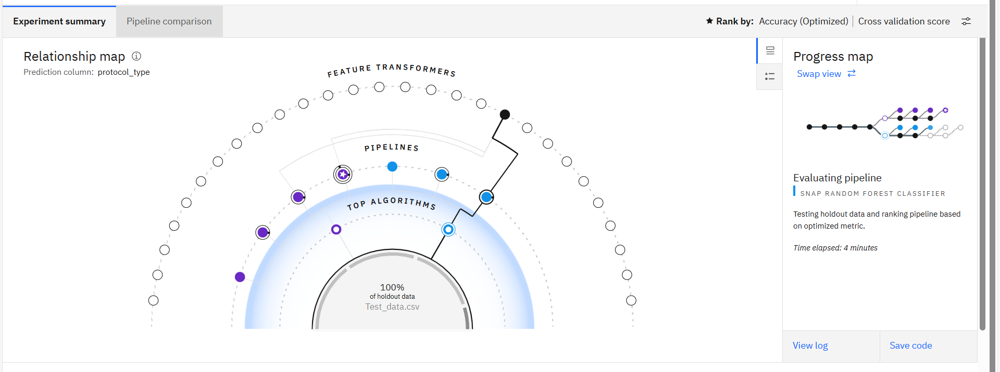 Experiment summary
Pipeline comparison
Rank by: Accuracy (Optimized) | Cross validation score
Relationship map
Prediction column: protocol_type
FEATURE TRANSFORMERS
PIPELINES
TOP ALGORITHMS
100%
of holdout data
Test_data.csv
Progress map
Swap view
Evaluating pipeline
SNAP RANDOM FOREST CLASSIFIER
Testing holdout data and ranking pipeline based
on optimized metric.
Time elapsed: 4 minutes
View log
Save code